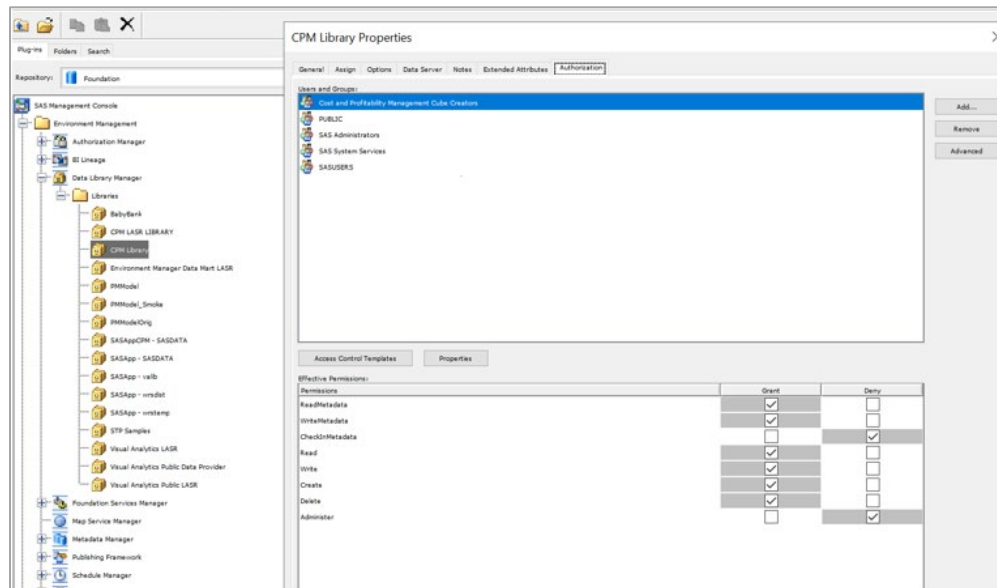 CPM Library Properties
Plug-ins Folders Search
Repository: Foundation
SAS Management Console
Environment Management
Authorization Manager
BI Lineage
Data Library Manager
Libraries
BabyBank
CPM LASR LIBRARY
CPM Library
Environment Manager Data Mart LASR
PMModel
PMModel_Smoke
PMModelOrig
SASAppCPM - SASDATA
SASApp - SASDATA
SASApp - valib
SASApp - wrsdist
SASApp - wrstemp
STP Samples
Visual Analytics LASR
Visual Analytics Public Data Provider
Visual Analytics Public LASR
Foundation Services Manager
Map Service Manager
Metadata Manager
Publishing Framework
Schedule Manager
General Assign Options Data Server Notes Extended Attributes Authorization
Users and Groups:
Cost and Profitability Management Cube Creators
PUBLIC
SAS Administrators
SAS System Services
SASUSERS
Add...
Remove
Advanced
Access Control Templates Properties
Effective Permissions:
Permissions Grant Deny
ReadMetadata
WriteMetadata
CheckInMetadata
Read
Write
Create
Delete
Administer